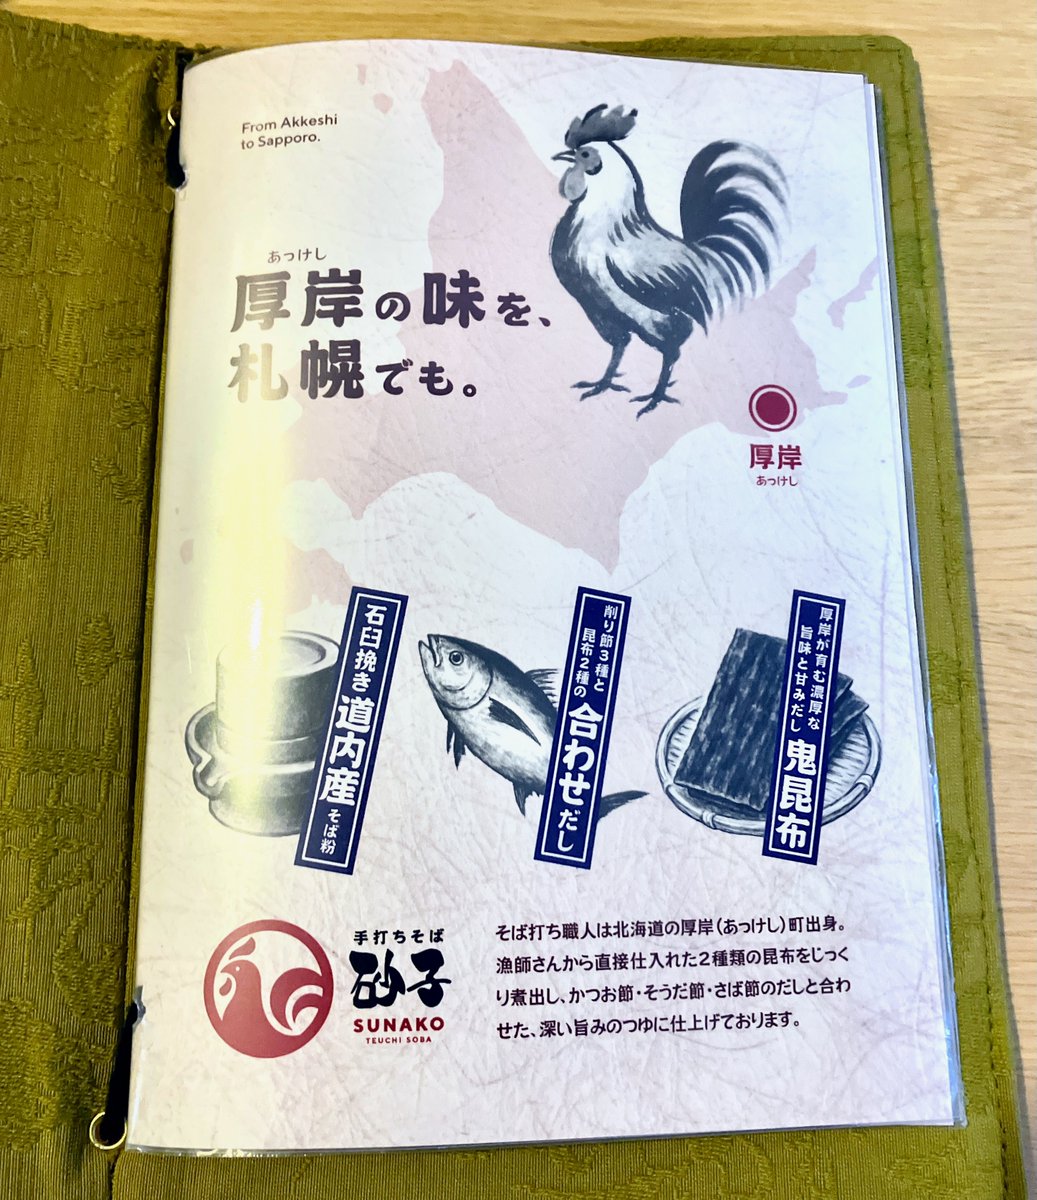 From Akkeshi
to Sapporo.
あっけし
厚岸の味を、
札幌でも。
厚岸
あっけし
石臼挽き道内産そば粉
削り節3種と
昆布2種の
合わせだし
厚岸が育む濃厚な
旨味と甘みだし
鬼昆布
手打ちそば
砂子
SUNAKO
TEUCHI SOBA
そば打ち職人は北海道の厚岸(あっけし)町出身。
漁師さんから直接仕入れた2種類の昆布をじっく
り煮出し、かつお節・そうだ節・さば節のだしと合わ
せた、深い旨みのつゆに仕上げております。